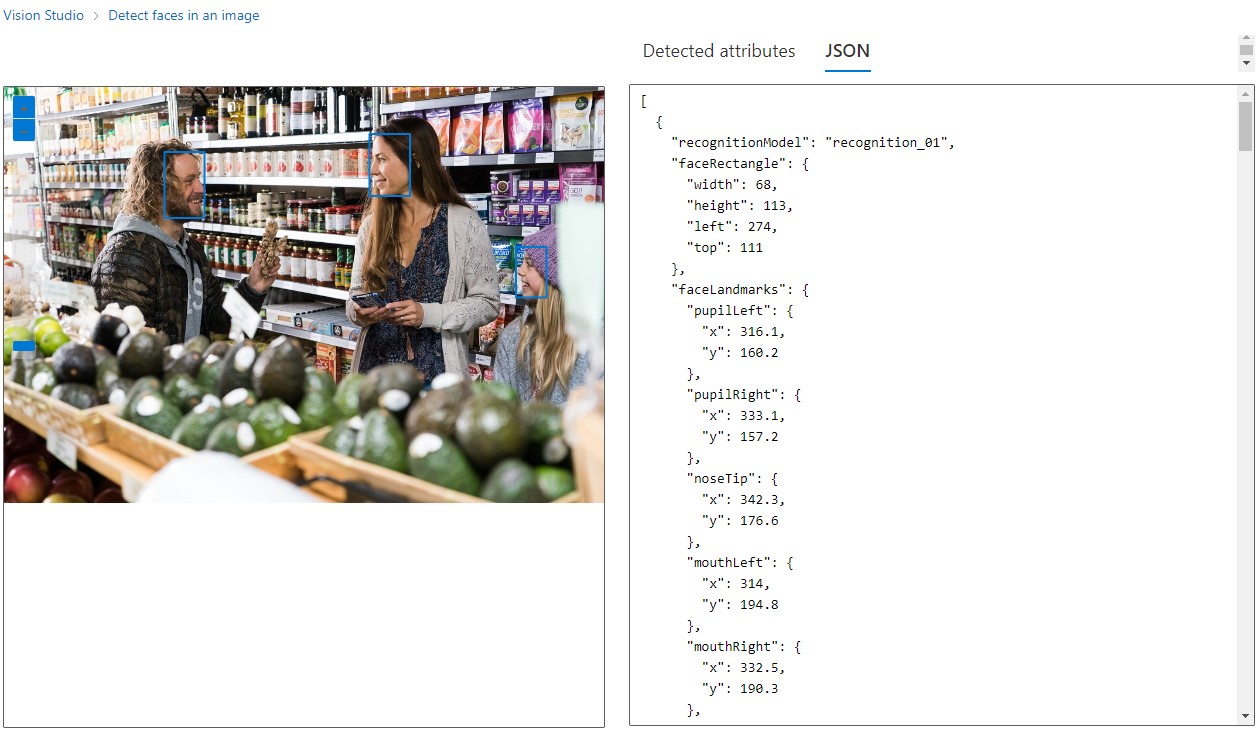 Vision Studio > Detect faces in an image
Detected attributes JSON
[
{
"recognitionModel": "recognition_01",
"faceRectangle": {
"width": 68,
"height": 113,
"left": 274,
"top": 111
},
"faceLandmarks": {
"pupilLeft": {
"x": 316.1,
"y": 160.2
},
"pupilRight": {
"x": 333.1,
"y": 157.2
},
"noseTip": {
"x": 342.3,
"y": 176.6
},
"mouthLeft": {
"x": 314,
"y": 194.8
},
"mouthRight": {
"x": 332.5,
"y": 190.3
},